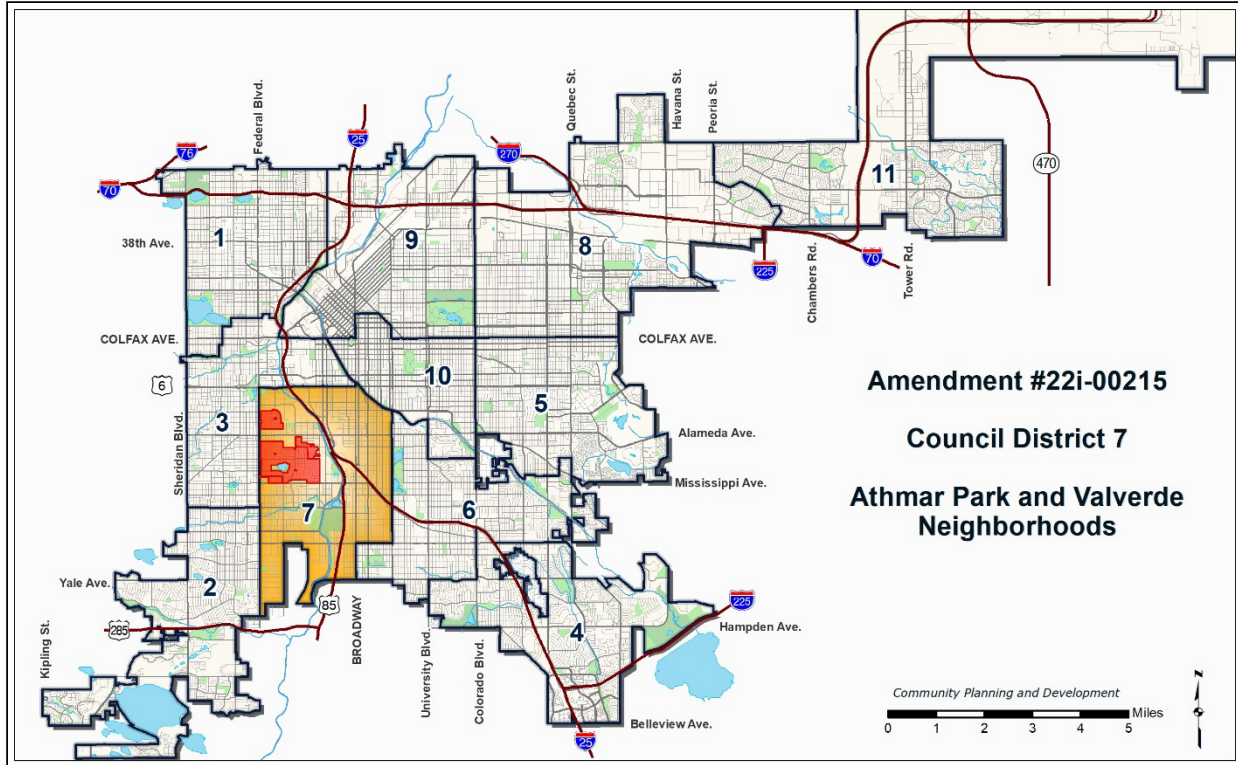 Federal Blvd.
Quebec St.
Havana St.
Peoria St.
76
25
270
70
470
11
38th Ave.
1
9
8
225
70
Chambers Rd.
Tower Rd.
COLFAX AVE.
COLFAX AVE.
6
10
5
3
Sheridan Blvd.
Alameda Ave.
Mississippi Ave.
7
6
Yale Ave.
2
85
285
BROADWAY
University Blvd.
Colorado Blvd.
4
225
Hampden Ave.
Kipling St.
Belleview Ave.
25
Amendment #22i-00215
Council District 7
Athmar Park and Valverde
Neighborhoods
Community Planning and Development
Miles
0 1 2 3 4 5
N